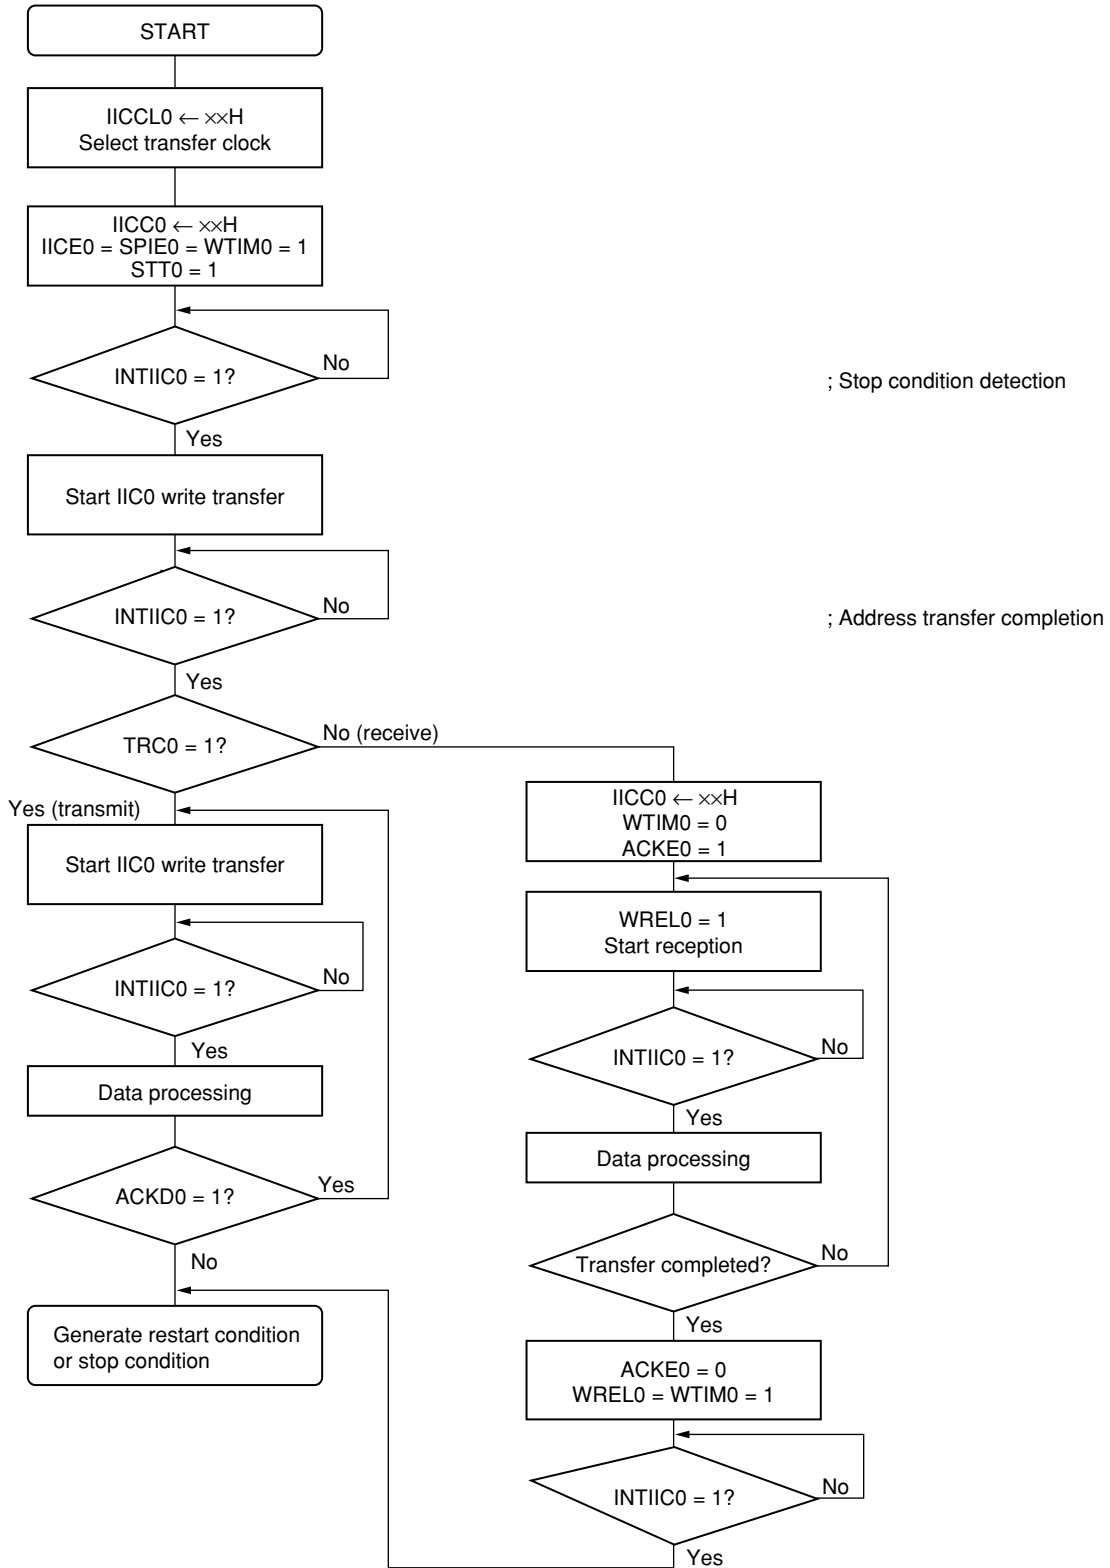 START
IICCL0 ← ××H
Select transfer clock
IICC0 ← ××H
IICE0 = SPIE0 = WTIM0 = 1
STT0 = 1
INTIIC0 = 1?
No
; Stop condition detection
Yes
Start IIC0 write transfer
INTIIC0 = 1?
No
; Address transfer completion
Yes
TRC0 = 1?
No (receive)
Yes (transmit)
Start IIC0 write transfer
INTIIC0 = 1?
No
Yes
Data processing
ACKD0 = 1?
Yes
No
Generate restart condition
or stop condition
IICC0 ← ××H
WTIM0 = 0
ACKE0 = 1
WREL0 = 1
Start reception
INTIIC0 = 1?
No
Yes
Data processing
Transfer completed?
No
Yes
ACKE0 = 0
WREL0 = WTIM0 = 1
INTIIC0 = 1?
No
Yes